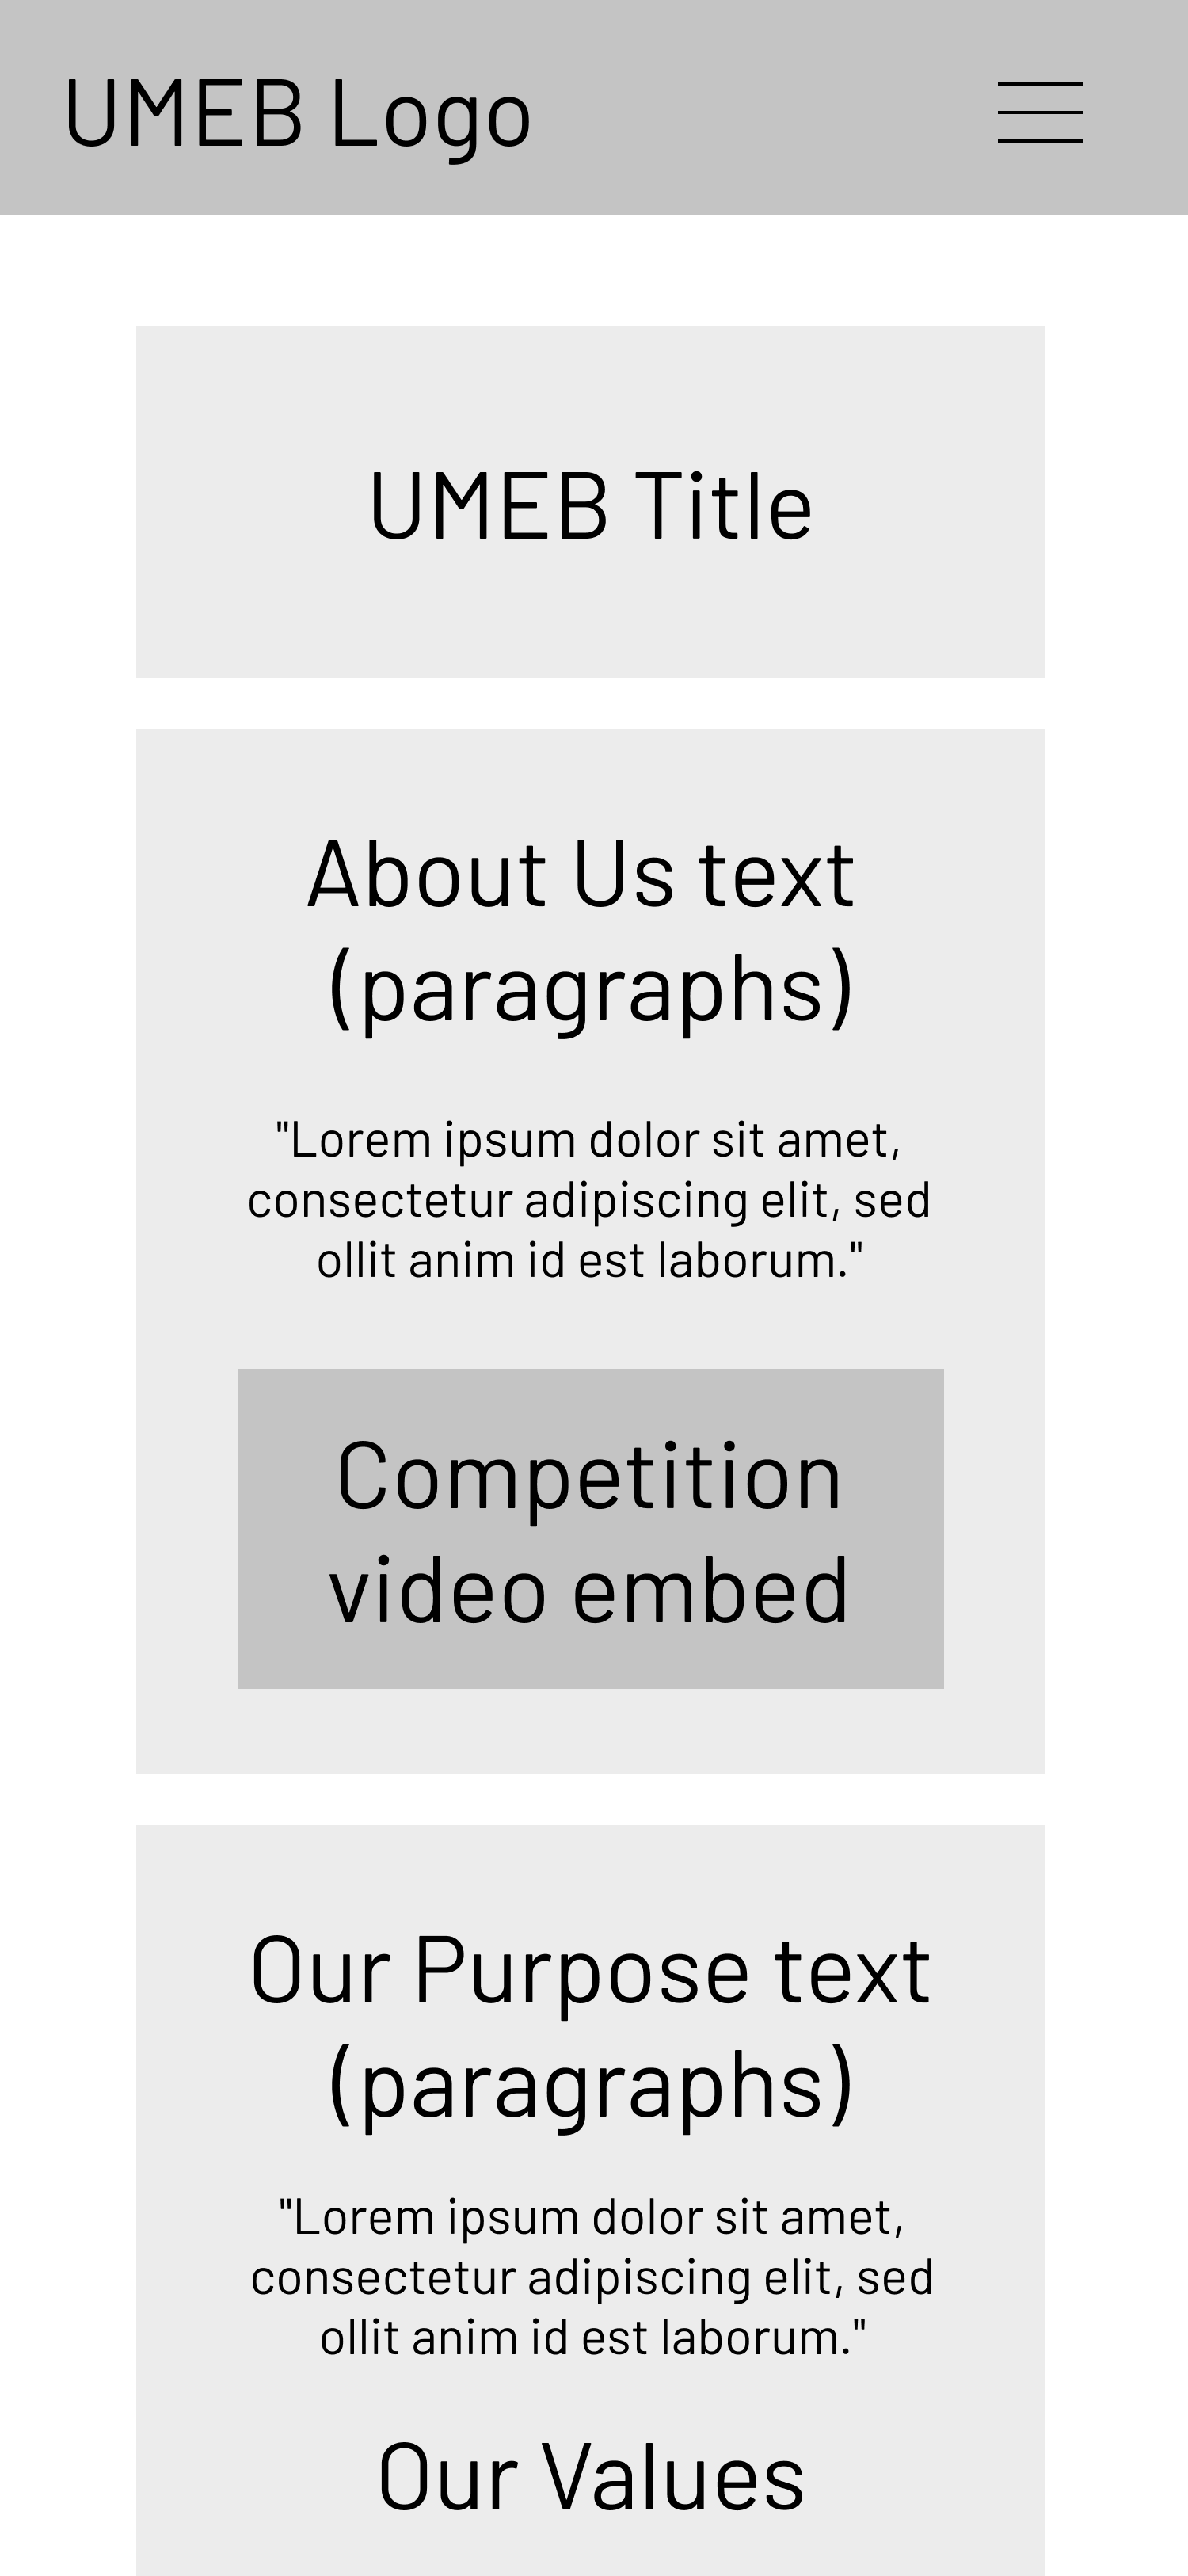 UMEB Logo
UMEB Title
About Us text
(paragraphs)
"Lorem ipsum dolor sit amet,
consectetur adipiscing elit, sed
ollit anim id est laborum."
Competition
video embed
Our Purpose text
(paragraphs)
"Lorem ipsum dolor sit amet,
consectetur adipiscing elit, sed
ollit anim id est laborum."
Our Values